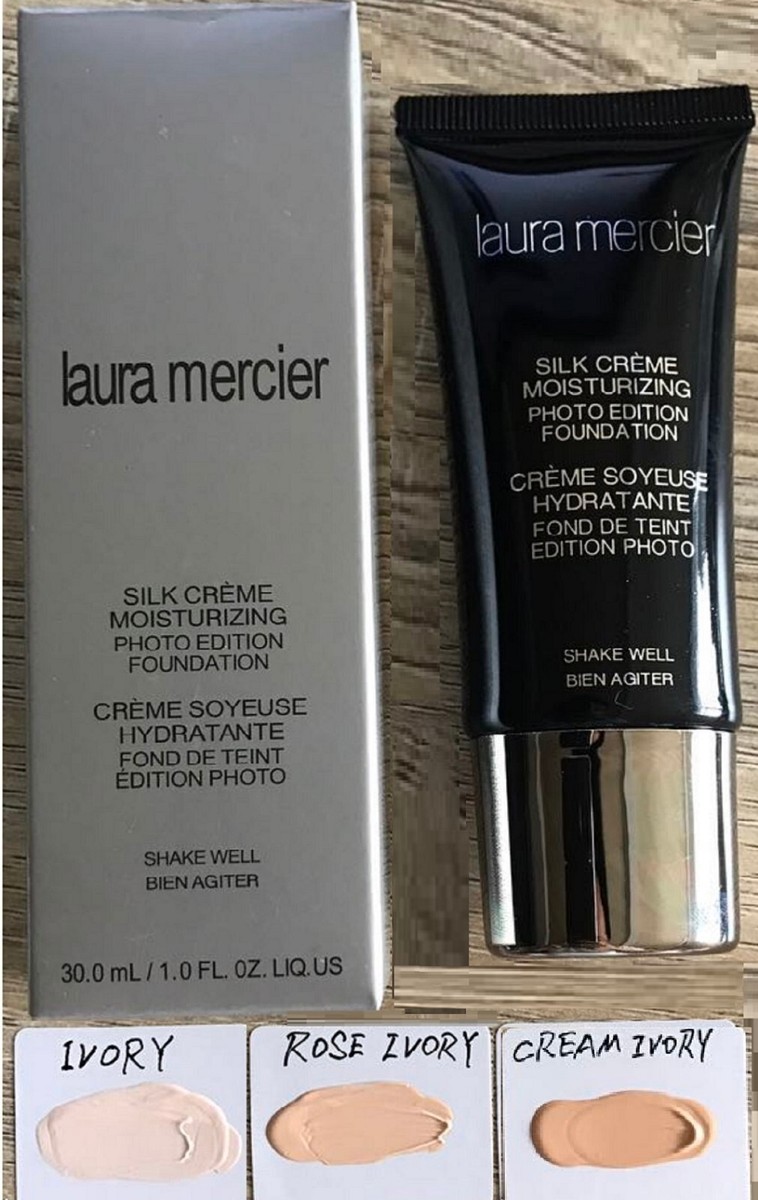 laura mercier
SILK CRÈME
MOISTURIZING
PHOTO EDITION
FOUNDATION
CRÈME SOYEUSE
HYDRATANTE
FOND DE TEINT
ÉDITION PHOTO
SHAKE WELL
BIEN AGITER
30.0 mL / 1.0 FL. OZ. LIQ.US
laura mercier
SILK CRÈME
MOISTURIZING
PHOTO EDITION
FOUNDATION
CRÈME SOYEUSE
HYDRATANTE
FOND DE TEINT
EDITION PHOTO
SHAKE WELL
BIEN AGITER
IVORY
ROSE IVORY
CREAM IVORY